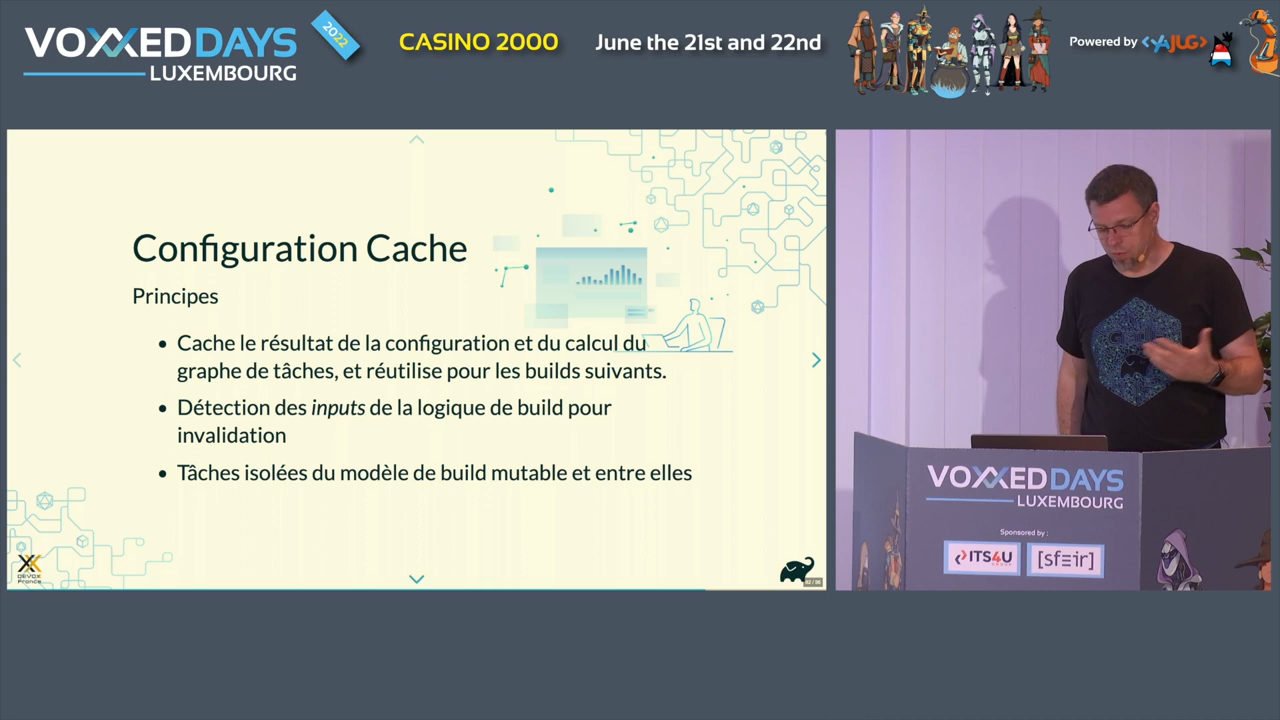 VOXXED DAYS
LUXEMBOURG
2022
CASINO 2000
June the 21st and 22nd
Powered by <YAJUG>
Configuration Cache
Principes
• Cache le résultat de la configuration et du calcul du
graphe de tâches, et réutilise pour les builds suivants.
• Détection des inputs de la logique de build pour
invalidation
• Tâches isolées du modèle de build mutable et entre elles
DEVOXX
France
VOXXED DAYS
LUXEMBOURG
Sponsored by :
ITS4U
[sfeir]